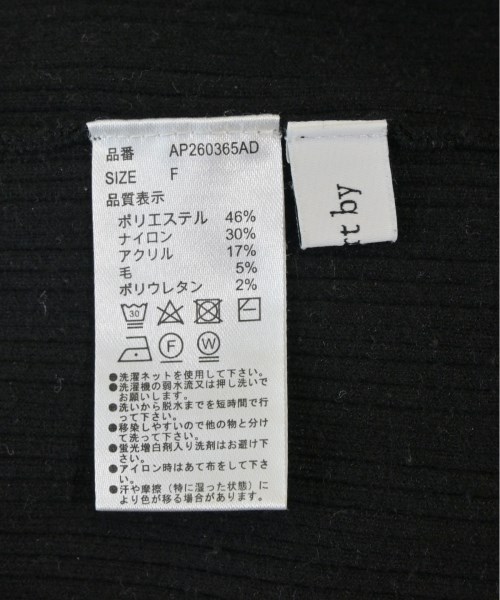 品番 AP260365AD
SIZE F
品質表示
ポリエステル 46%
ナイロン 30%
アクリル 17%
毛 5%
ポリウレタン 2%
30
F W
●洗濯ネットを使用して下さい。
●洗濯機の弱水流又は押し洗いで
お願いします。
●洗いから脱水までを短時間で行
って下さい。
●移染しやすいので他の物と分け
て洗って下さい。
●蛍光増白剤入り洗剤はお避け下
さい。
●アイロン時はあて布をして下さ
い。
●汗や摩擦（特に湿った状態）に
より色が移る場合があります。
rt by